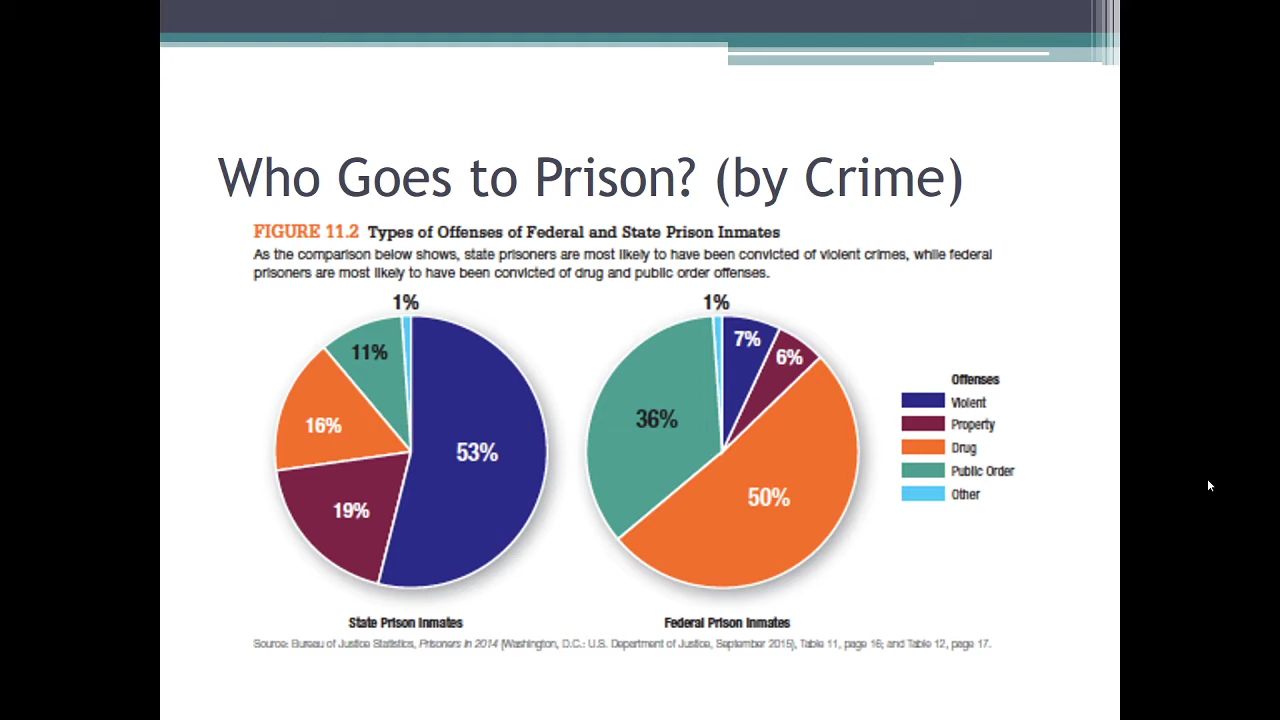 Who Goes to Prison? (by Crime)
FIGURE 11.2 Types of Offenses of Federal and State Prison Inmates
As the comparison below shows, state prisoners are most likely to have been convicted of violent crimes, while federal
prisoners are most likely to have been convicted of drug and public order offenses.
1%
11%
16%
53%
19%
State Prison Inmates
1%
7%
6%
36%
50%
Federal Prison Inmates
Offenses
Violent
Property
Drug
Public Order
Other
Source: Bureau of Justice Statistics, Prisoners in 2014 (Washington, D.C.: U.S. Department of Justice, September 2015), Table 11, page 16; and Table 12, page 17.